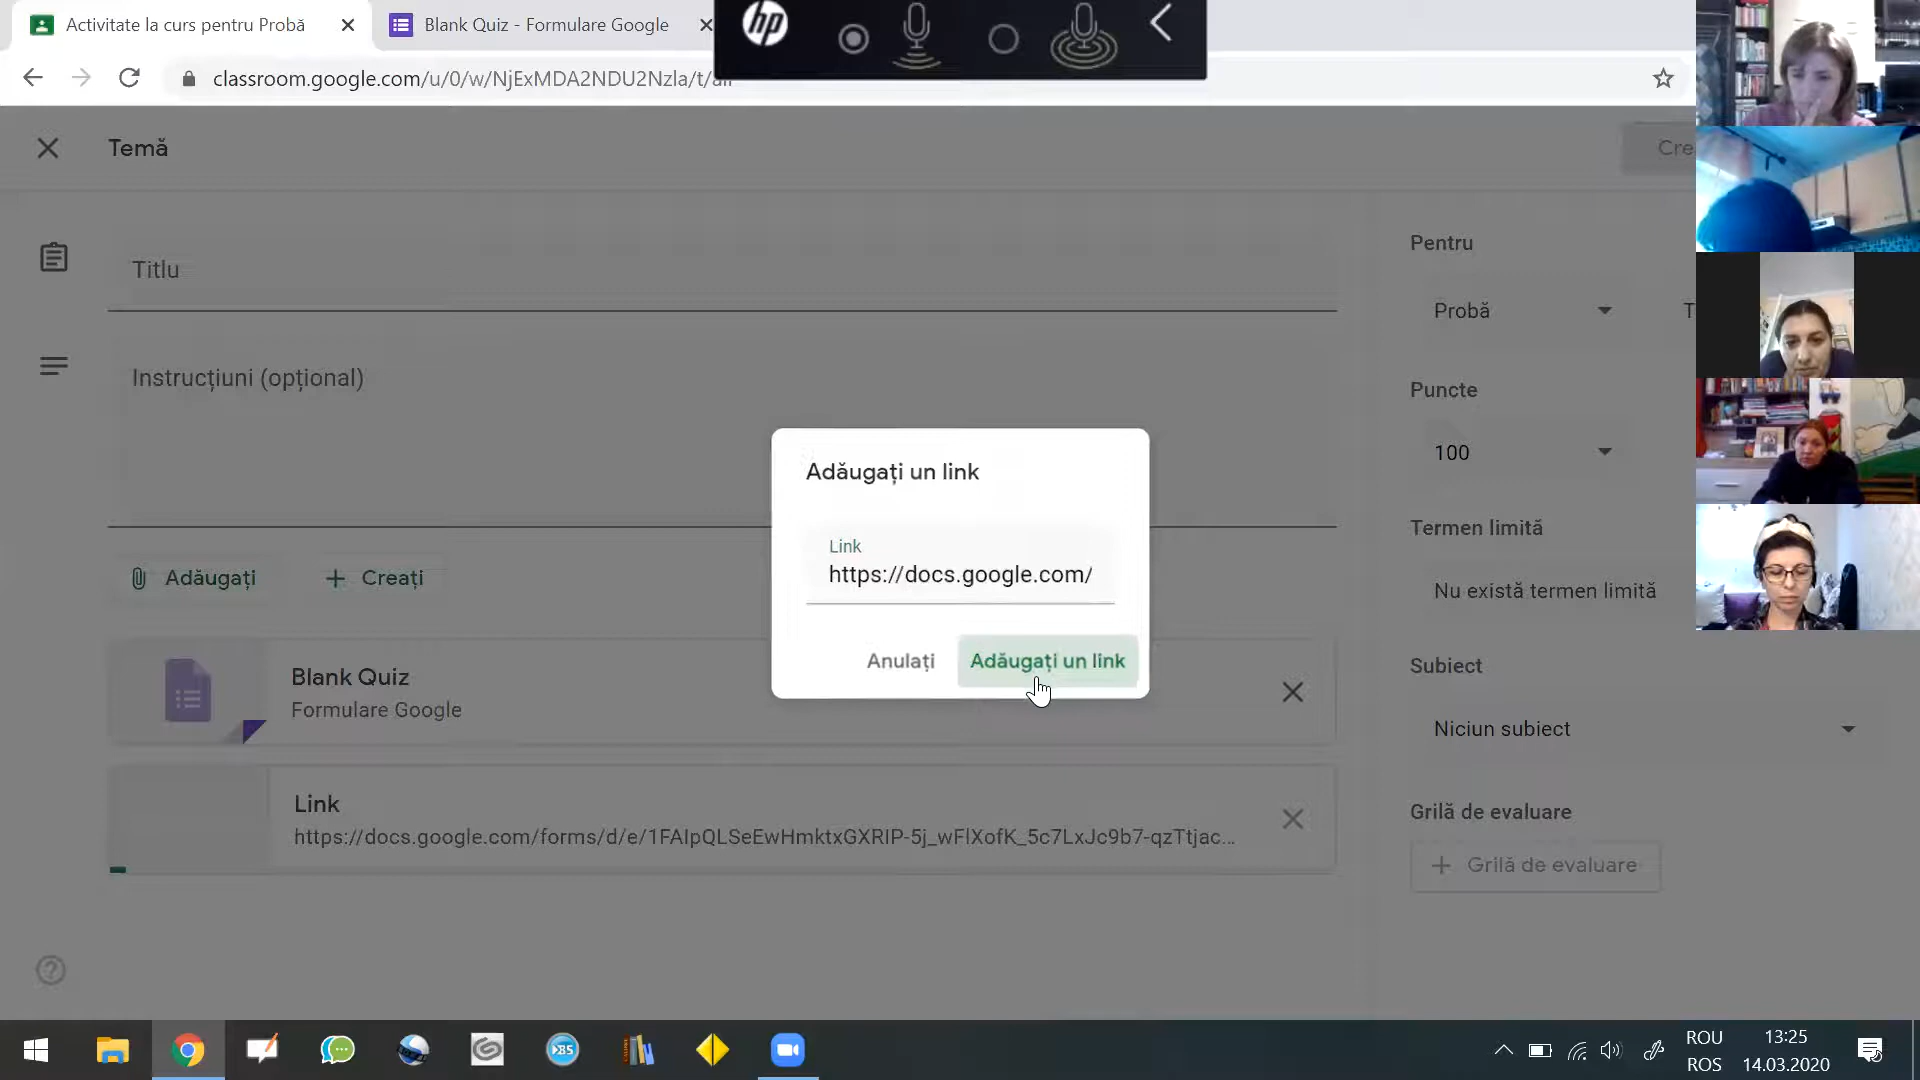 Activitate la curs pentru Probă
Blank Quiz - Formulare Google
hp
classroom.google.com/u/0/w/NjExMDA2NDU2Nzla/t/all
Temă
Cre
Titlu
Instrucțiuni (opțional)
Adăugați
Creați
Blank Quiz
Formulare Google
Link
https://docs.google.com/forms/d/e/1FAIpQLSeEwHmktxGXRIP-5j_wFlXofK_5c7LxJc9b7-qzTtjac...
Adăugați un link
Link
https://docs.google.com/
Anulați
Adăugați un link
Pentru
Probă
T
Puncte
100
Termen limită
Nu există termen limită
Subiect
Niciun subiect
Grilă de evaluare
Grilă de evaluare
ROU
ROS
13:25
14.03.2020